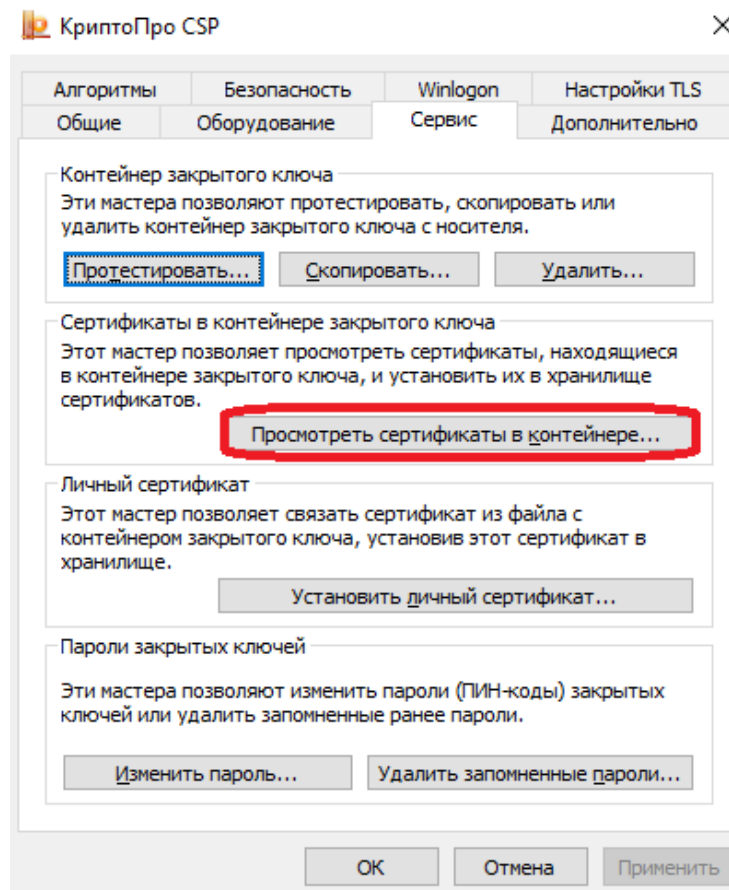 КриптоПро CSP
Алгоритмы Безопасность Winlogon Настройки TLS
Общие Оборудование Сервис Дополнительно
Контейнер закрытого ключа
Эти мастера позволяют протестировать, скопировать или
удалить контейнер закрытого ключа с носителя.
Протестировать... Скопировать... Удалить...
Сертификаты в контейнере закрытого ключа
Этот мастер позволяет просмотреть сертификаты, находящиеся
в контейнере закрытого ключа, и установить их в хранилище
сертификатов.
Просмотреть сертификаты в контейнере...
Личный сертификат
Этот мастер позволяет связать сертификат из файла с
контейнером закрытого ключа, установив этот сертификат в
хранилище.
Установить личный сертификат...
Пароли закрытых ключей
Эти мастера позволяют изменить пароли (ПИН-коды) закрытых
ключей или удалить запомненные ранее пароли.
Изменить пароль... Удалить запомненные пароли...
ОК Отмена Применить